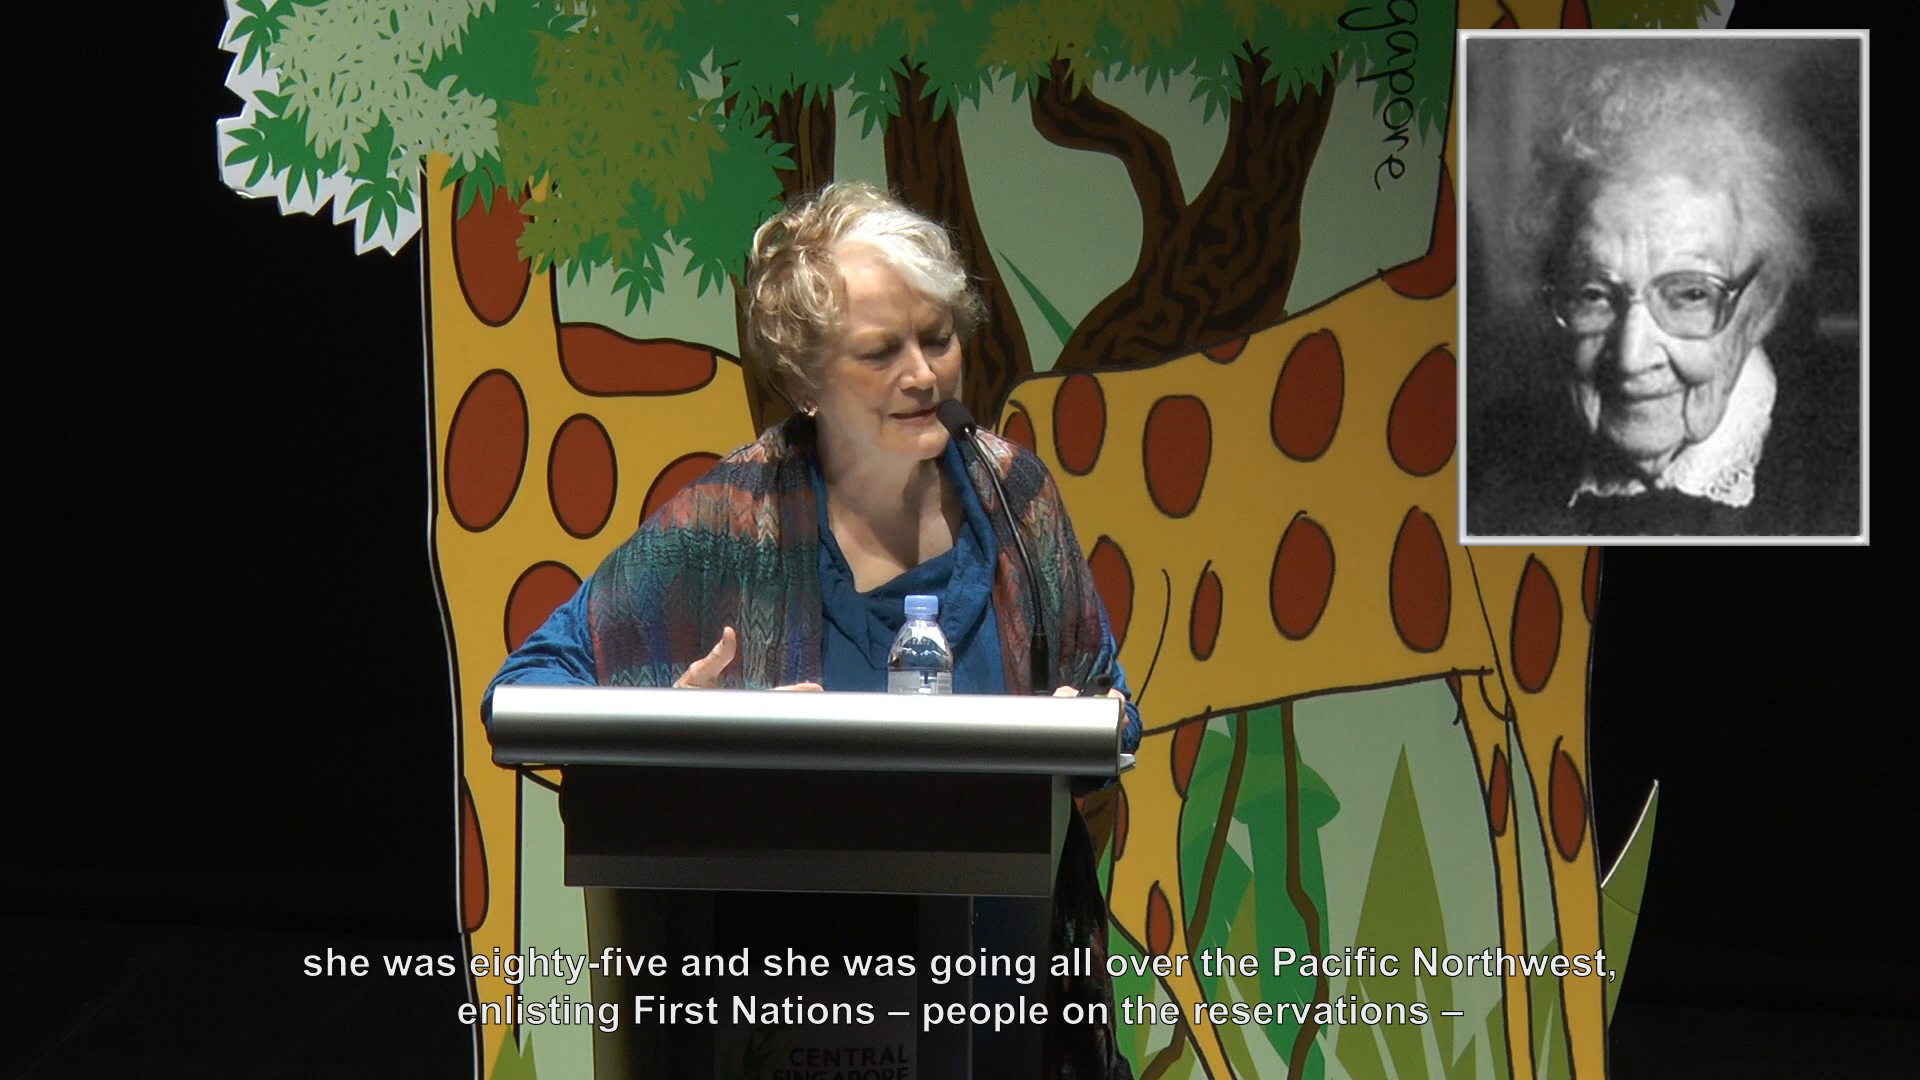 gapore
she was eighty-five and she was going all over the Pacific Northwest,
enlisting First Nations – people on the reservations –
CENTRAL
SINGAPORE